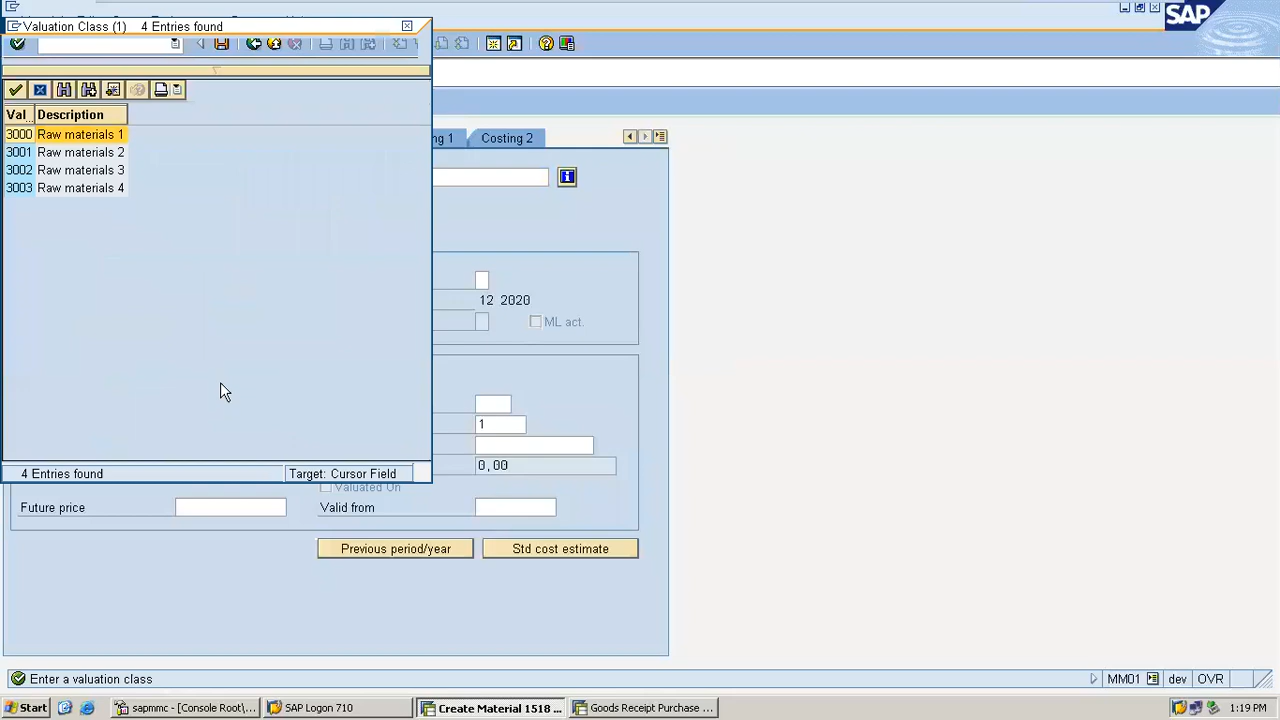 Valuation Class (1) 4 Entries found
SAP
Val.. Description
3000 Raw materials 1
3001 Raw materials 2
3002 Raw materials 3
3003 Raw materials 4
ng 1 Costing 2
12 2020
ML act.
1
0,00
4 Entries found Target: Cursor Field
Valuated On
Future price Valid from
Previous period/year Std cost estimate
Enter a valuation class MM01 dev OVR
Start sapmmc - [Console Root\... SAP Logon 710 Create Material 1518 ... Goods Receipt Purchase ... 1:19 PM